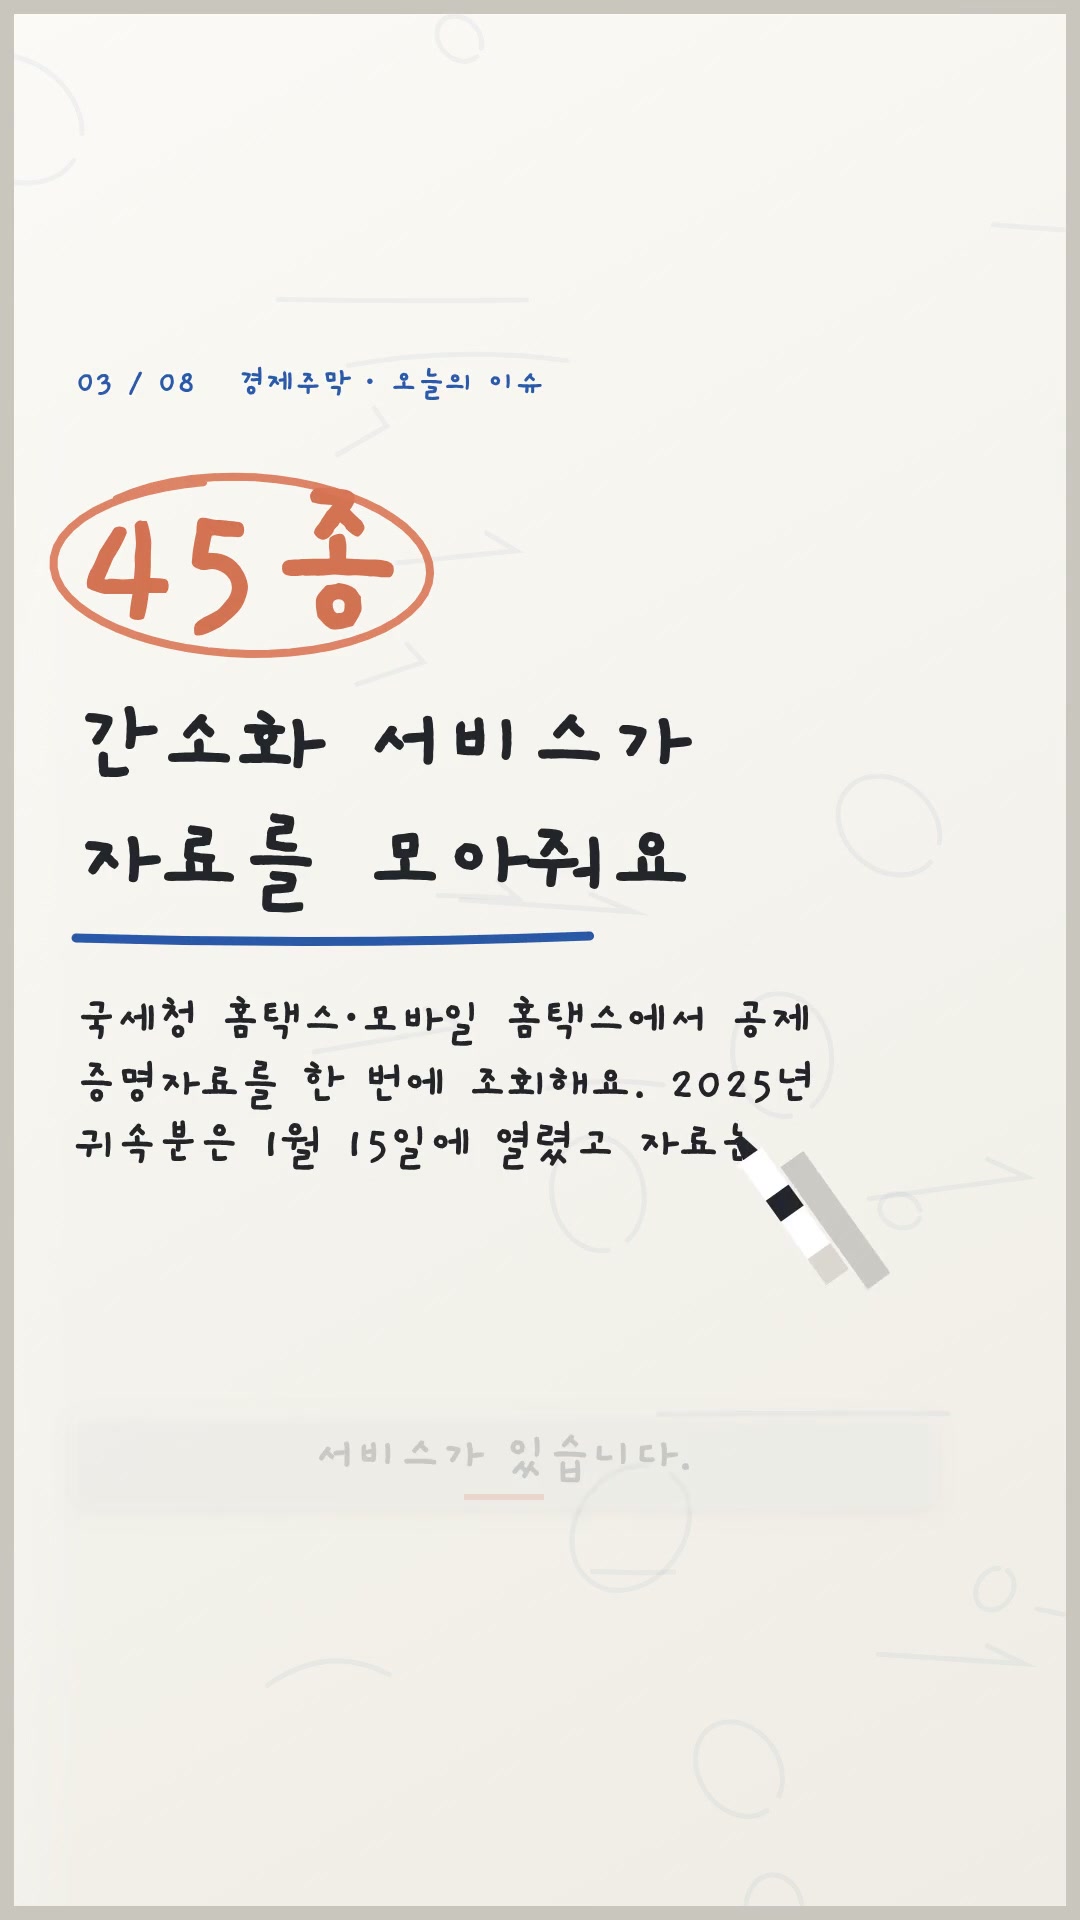 03 / 08 경제주막 · 오늘의 이슈
45종
간소화 서비스가
자료를 모아줘요
국세청 홈택스·모바일 홈택스에서 공제
증명자료를 한 번에 조회해요. 2025년
귀속분은 1월 15일에 열렸고
서비스가 있습니다.